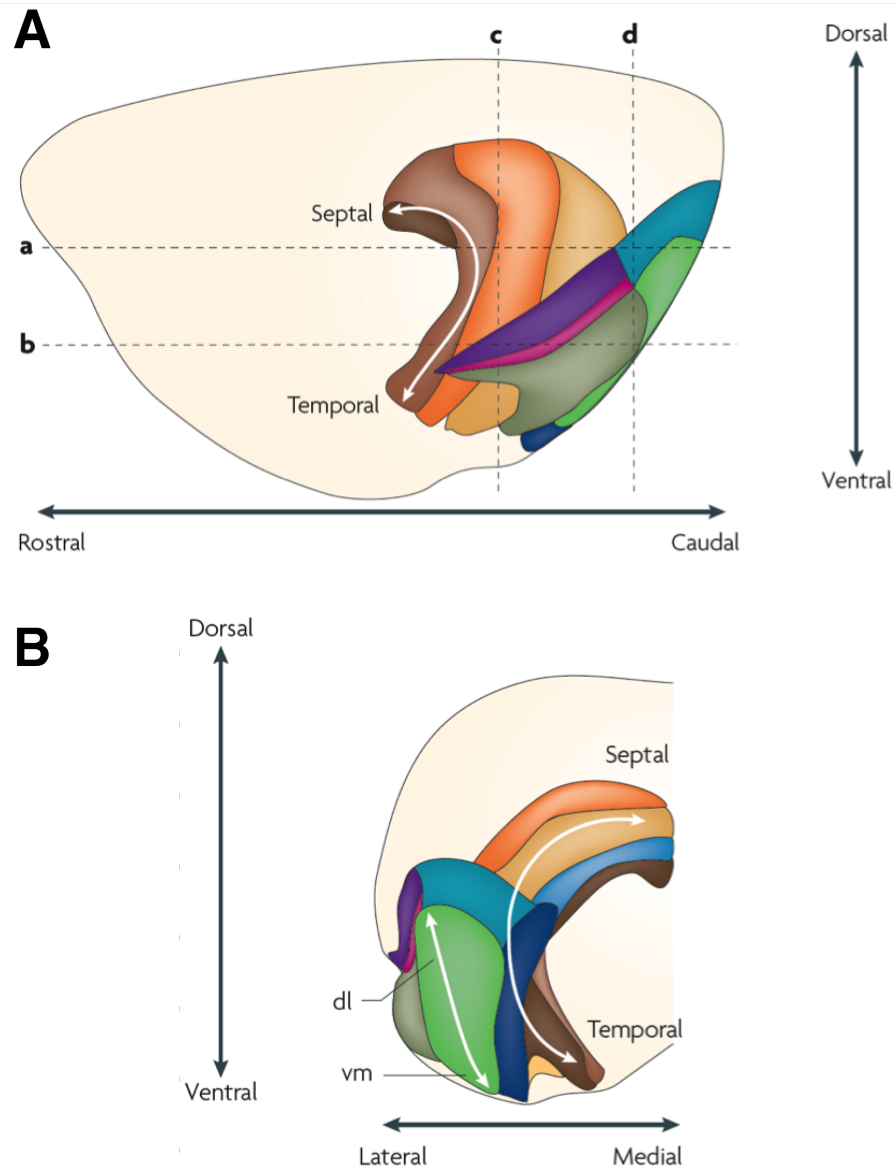 A
c
d
Dorsal
Septal
a
b
Temporal
Ventral
Rostral
Caudal
B
Dorsal
Septal
dl
Temporal
vm
Ventral
Lateral
Medial